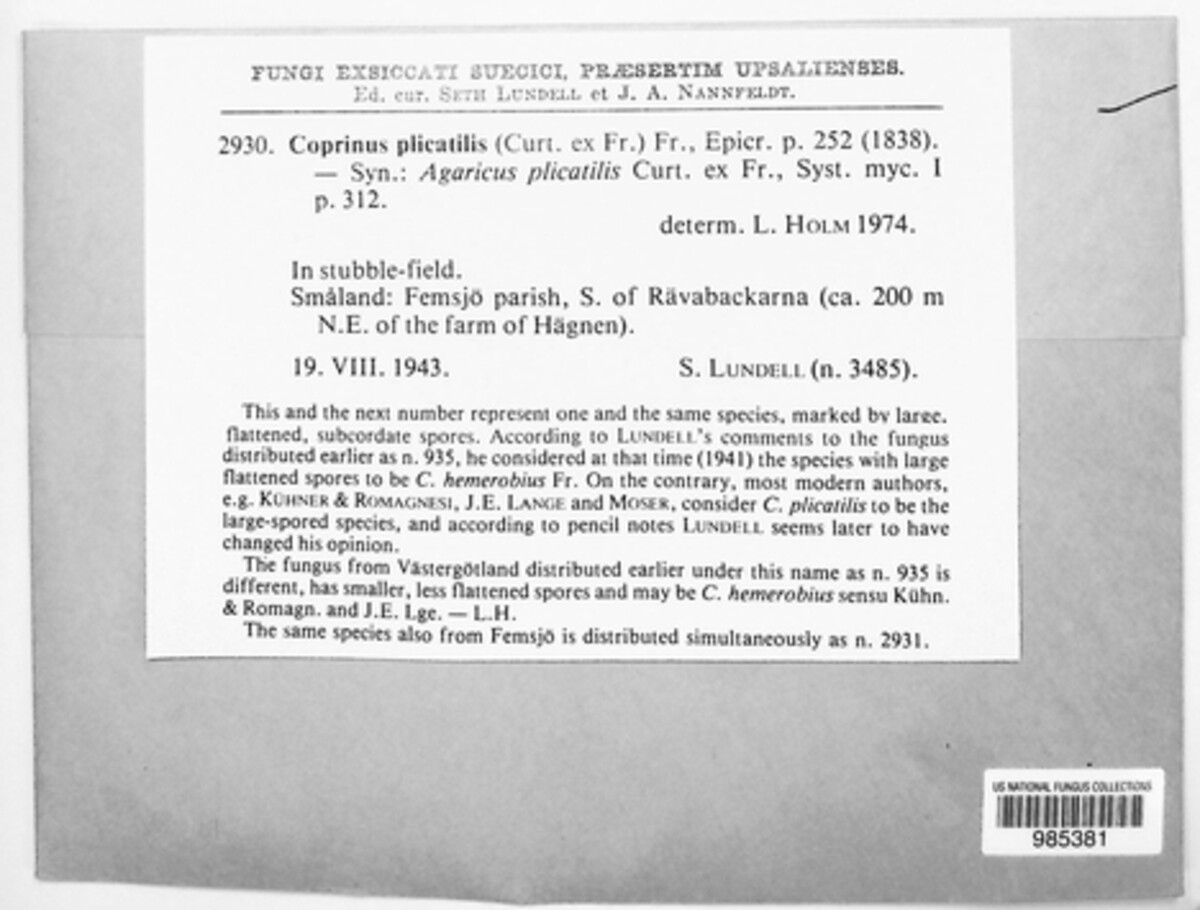 FUNGI EXSICCATI SUECICI, PRÆSERTIM UPSALIENSES.
Ed. cur. SETH LUNDELL et J. A. NANNFELDT.
2930. Coprinus plicatilis (Curt. ex Fr.) Fr., Epicr. p. 252 (1838).
— Syn.: Agaricus plicatilis Curt. ex Fr., Syst. myc. I
p. 312.
determ. L. HOLM 1974.
In stubble-field.
Småland: Femsjö parish, S. of Rävabackarna (ca. 200 m
N.E. of the farm of Hägnen).
19. VIII. 1943. S. LUNDELL (n. 3485).
This and the next number represent one and the same species, marked by large,
flattened, subcordate spores. According to LUNDELL's comments to the fungus
distributed earlier as n. 935, he considered at that time (1941) the species with large
flattened spores to be C. hemerobius Fr. On the contrary, most modern authors,
e.g. KÜHNER & ROMAGNESI, J.E. LANGE and MOSER, consider C. plicatilis to be the
large-spored species, and according to pencil notes LUNDELL seems later to have
changed his opinion.
The fungus from Västergötland distributed earlier under this name as n. 935 is
different, has smaller, less flattened spores and may be C. hemerobius sensu Kühn.
& Romagn. and J.E. Lge. — L.H.
The same species also from Femsjö is distributed simultaneously as n. 2931.
US NATIONAL FUNGUS COLLECTIONS
985381